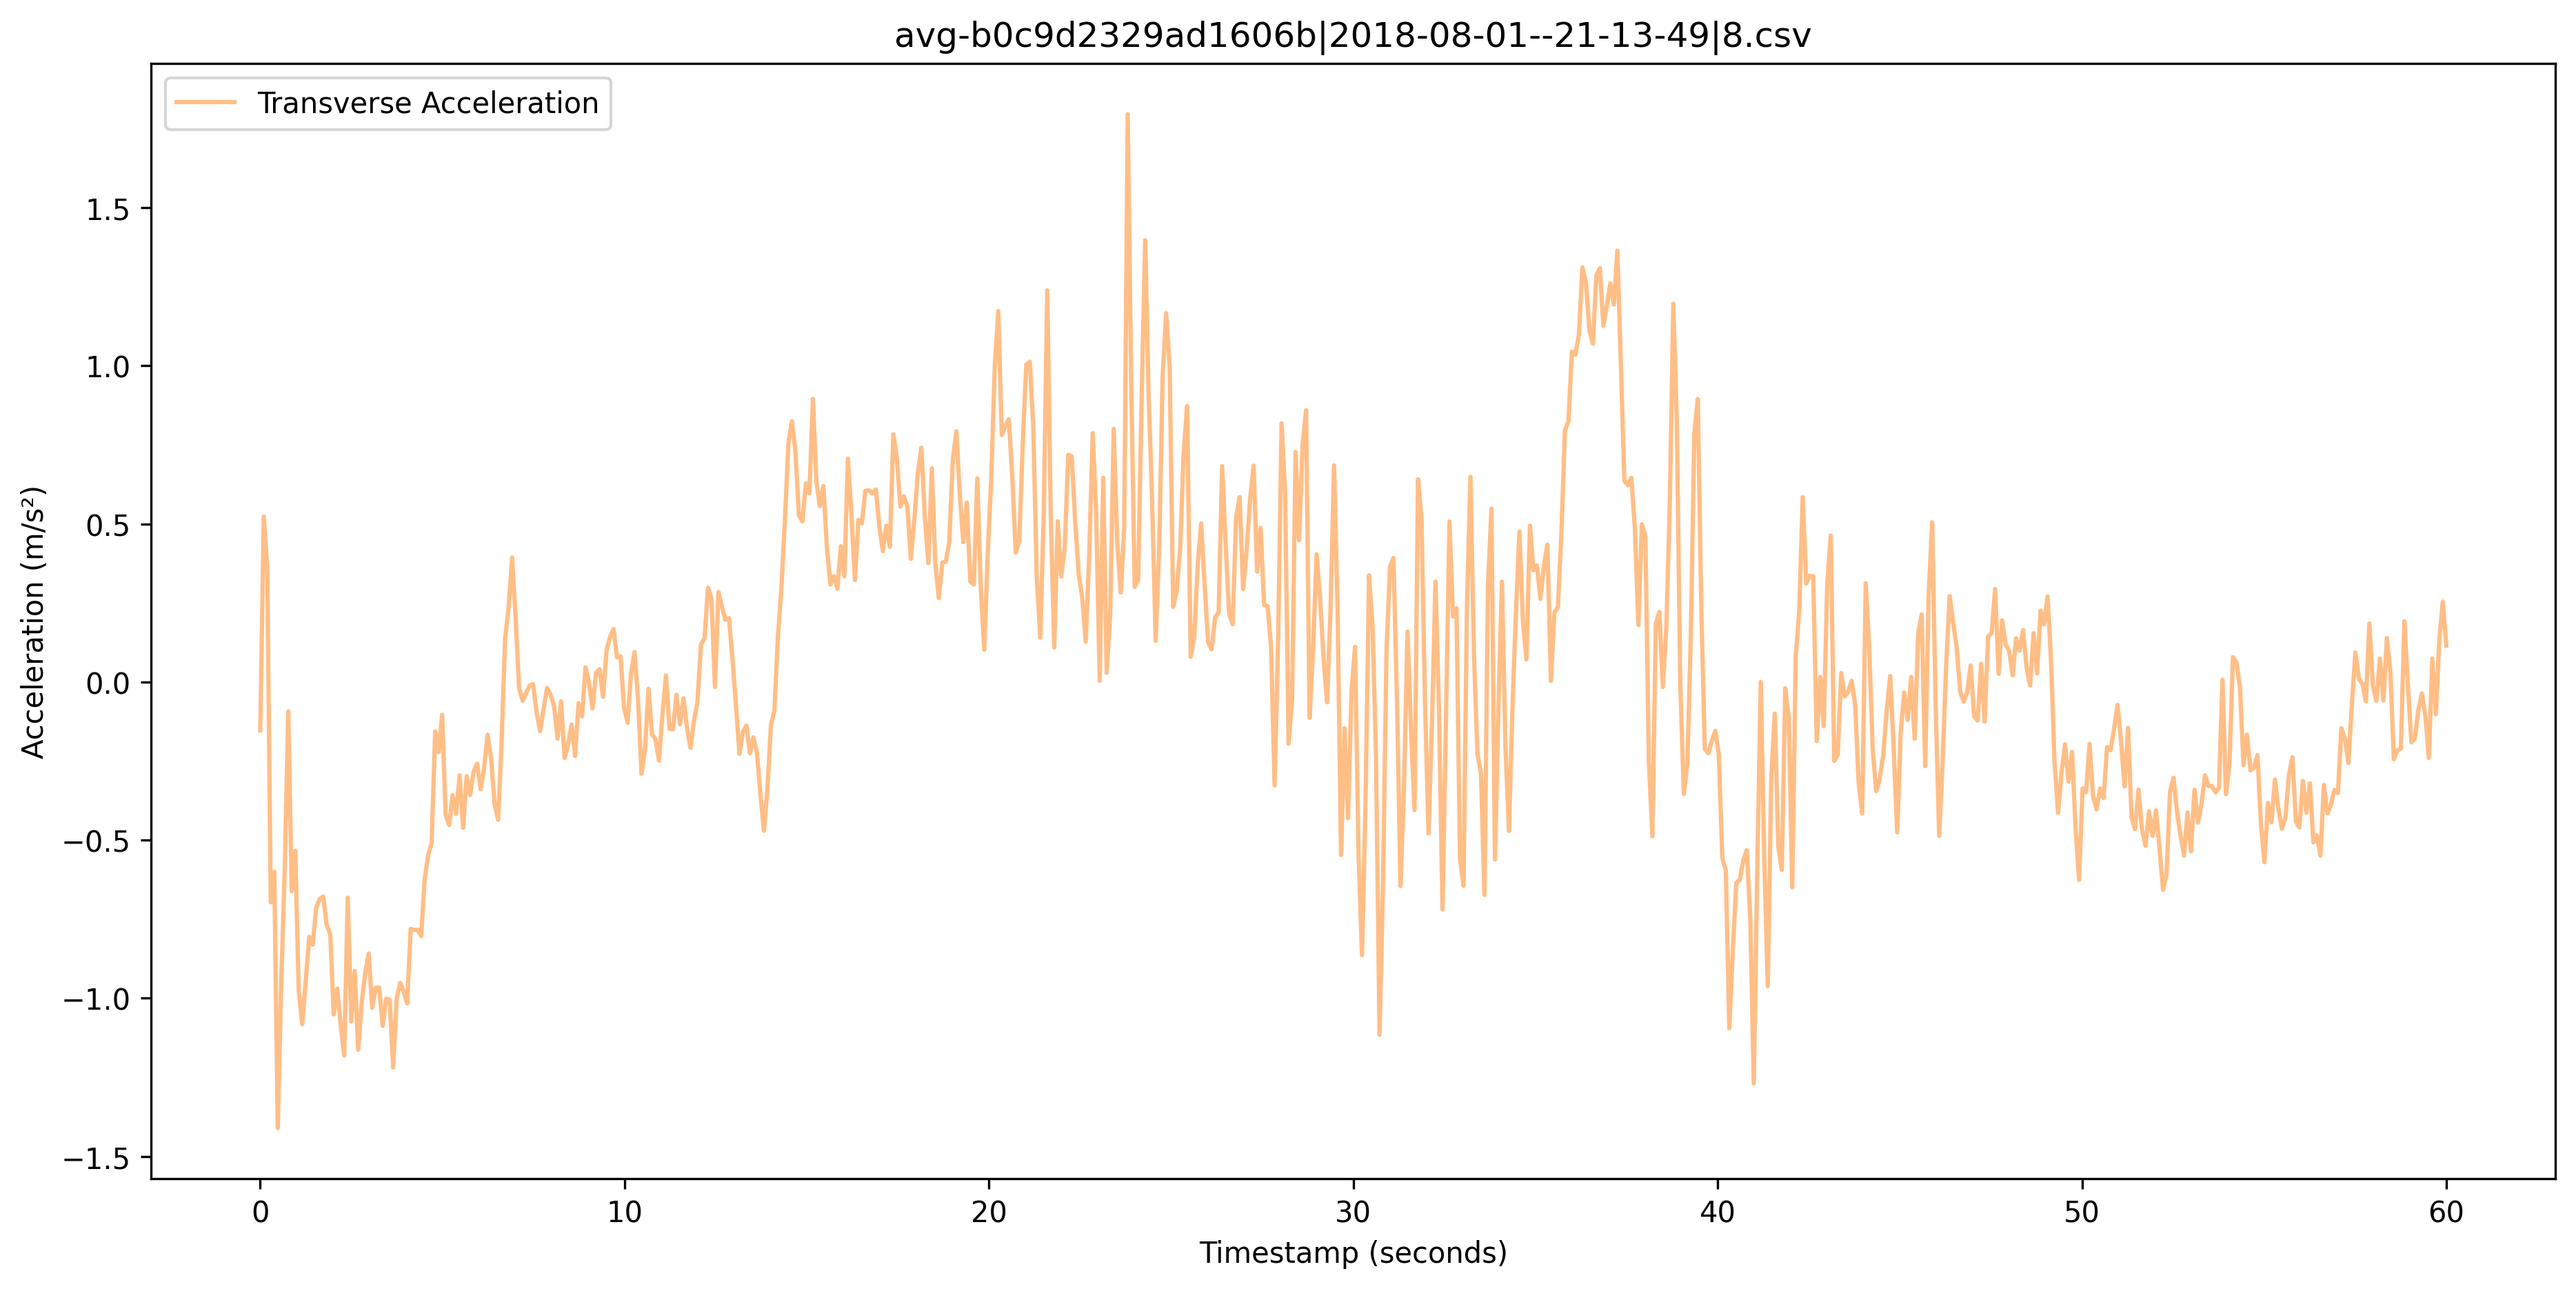 avg-b0c9d2329ad1606b|2018-08-01--21-13-49|8.csv
Transverse Acceleration
Acceleration (m/s²)
1.5
1.0
0.5
0.0
−0.5
−1.0
−1.5
0 10 20 30 40 50 60
Timestamp (seconds)